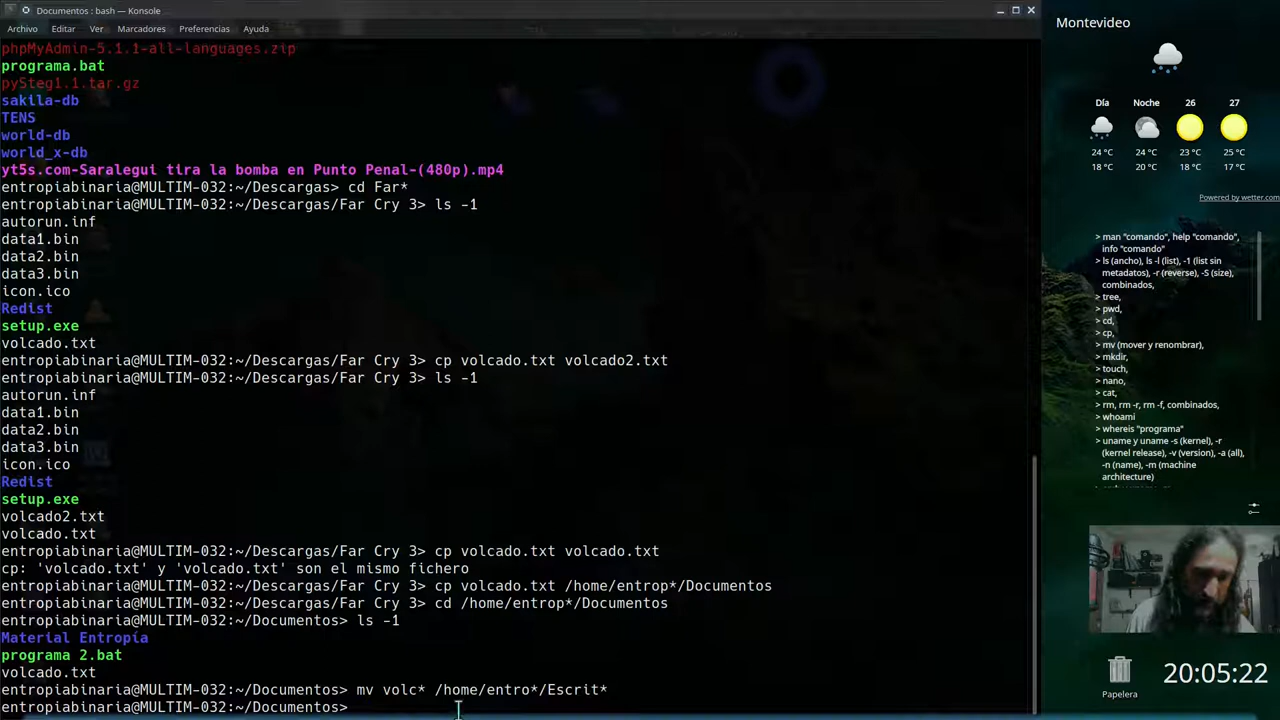 Documentos : bash — Konsole
Archivo Editar Ver Marcadores Preferencias Ayuda
phpMyAdmin-5.1.1-all-languages.zip
programa.bat
pySteg1.1.tar.gz
sakila-db
TENS
world-db
world_x-db
yt5s.com-Saralegui tira la bomba en Punto Penal-(480p).mp4
entropiabinaria@MULTIM-032:~/Descargas> cd Far*
entropiabinaria@MULTIM-032:~/Descargas/Far Cry 3> ls -1
autorun.inf
data1.bin
data2.bin
data3.bin
icon.ico
Redist
setup.exe
volcado.txt
entropiabinaria@MULTIM-032:~/Descargas/Far Cry 3> cp volcado.txt volcado2.txt
entropiabinaria@MULTIM-032:~/Descargas/Far Cry 3> ls -1
autorun.inf
data1.bin
data2.bin
data3.bin
icon.ico
Redist
setup.exe
volcado2.txt
volcado.txt
entropiabinaria@MULTIM-032:~/Descargas/Far Cry 3> cp volcado.txt volcado.txt
cp: 'volcado.txt' y 'volcado.txt' son el mismo fichero
entropiabinaria@MULTIM-032:~/Descargas/Far Cry 3> cp volcado.txt /home/entrop*/Documentos
entropiabinaria@MULTIM-032:~/Descargas/Far Cry 3> cd /home/entrop*/Documentos
entropiabinaria@MULTIM-032:~/Documentos> ls -1
Material Entropía
programa 2.bat
volcado.txt
entropiabinaria@MULTIM-032:~/Documentos> mv volc* /home/entro*/Escrit*
entropiabinaria@MULTIM-032:~/Documentos>
Montevideo
Día Noche 26 27
24 °C 24 °C 23 °C 25 °C
18 °C 20 °C 18 °C 17 °C
Powered by wetter.com
> man "comando", help "comando",
info "comando"
> ls (ancho), ls -l (list), -1 (list sin
metadatos), -r (reverse), -S (size),
combinados,
> tree,
> pwd,
> cd,
> cp,
> mv (mover y renombrar),
> mkdir,
> touch,
> nano,
> cat,
> rm, rm -r, rm -f, combinados,
> whoami
> whereis "programa"
> uname y uname -s (kernel), -r
(kernel release), -v (version), -a (all),
-n (name), -m (machine
architecture)
Papelera
20:05:22